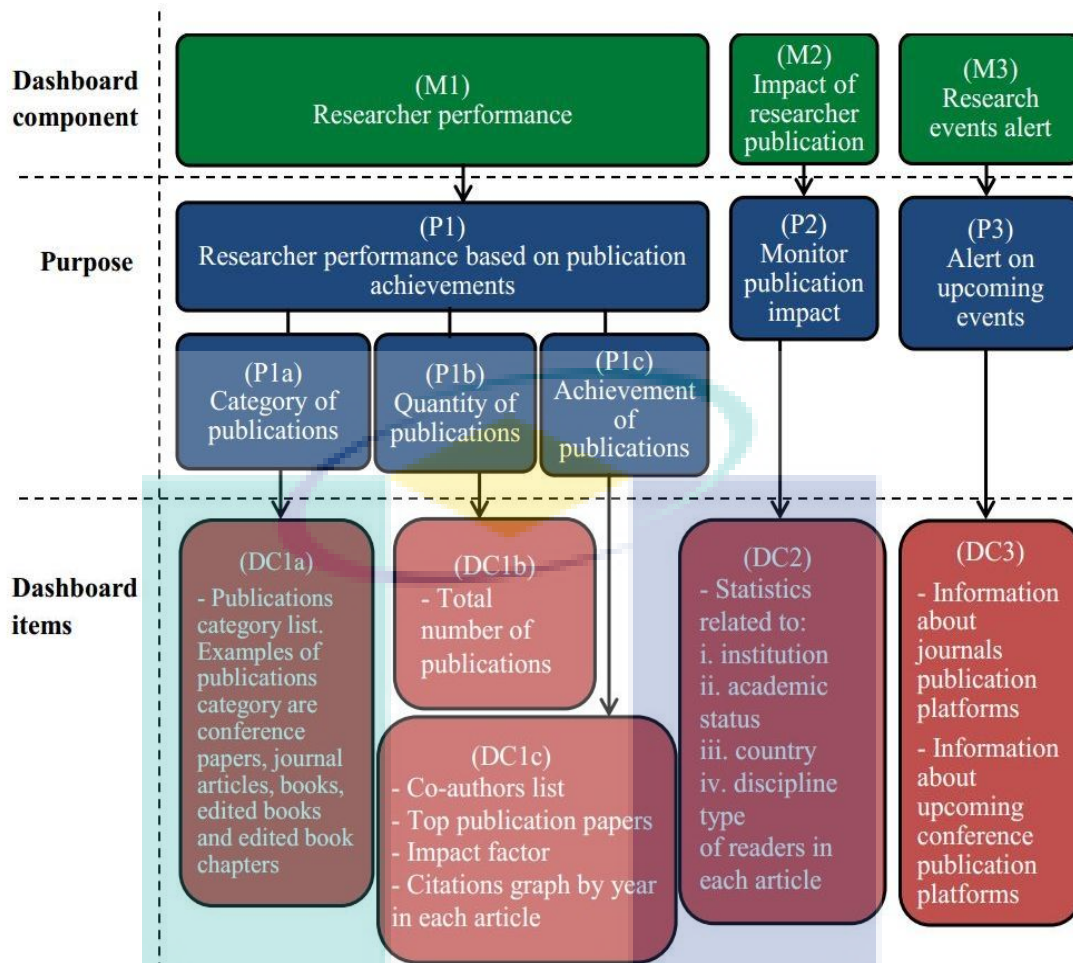 Dashboard
component
(M1)
Researcher performance
(M2)
Impact of
researcher
publication
(M3)
Research
events alert
Purpose
(P1)
Researcher performance based on publication
achievements
(P2)
Monitor
publication
impact
(P3)
Alert on
upcoming
events
(P1a)
Category of
publications
(P1b)
Quantity of
publications
(P1c)
Achievement
of
publications
Dashboard
items
(DC1a)
- Publications
category list.
Examples of
publications
category are
conference
papers, journal
articles, books,
edited books
and edited book
chapters
(DC1b)
- Total
number of
publications
(DC1c)
- Co-authors list
- Top publication papers
- Impact factor
- Citations graph by year
in each article
(DC2)
- Statistics
related to:
i. institution
ii. academic
status
iii. country
iv. discipline
type
of readers in
each article
(DC3)
- Information
about
journals
publication
platforms
- Information
about
upcoming
conference
publication
platforms